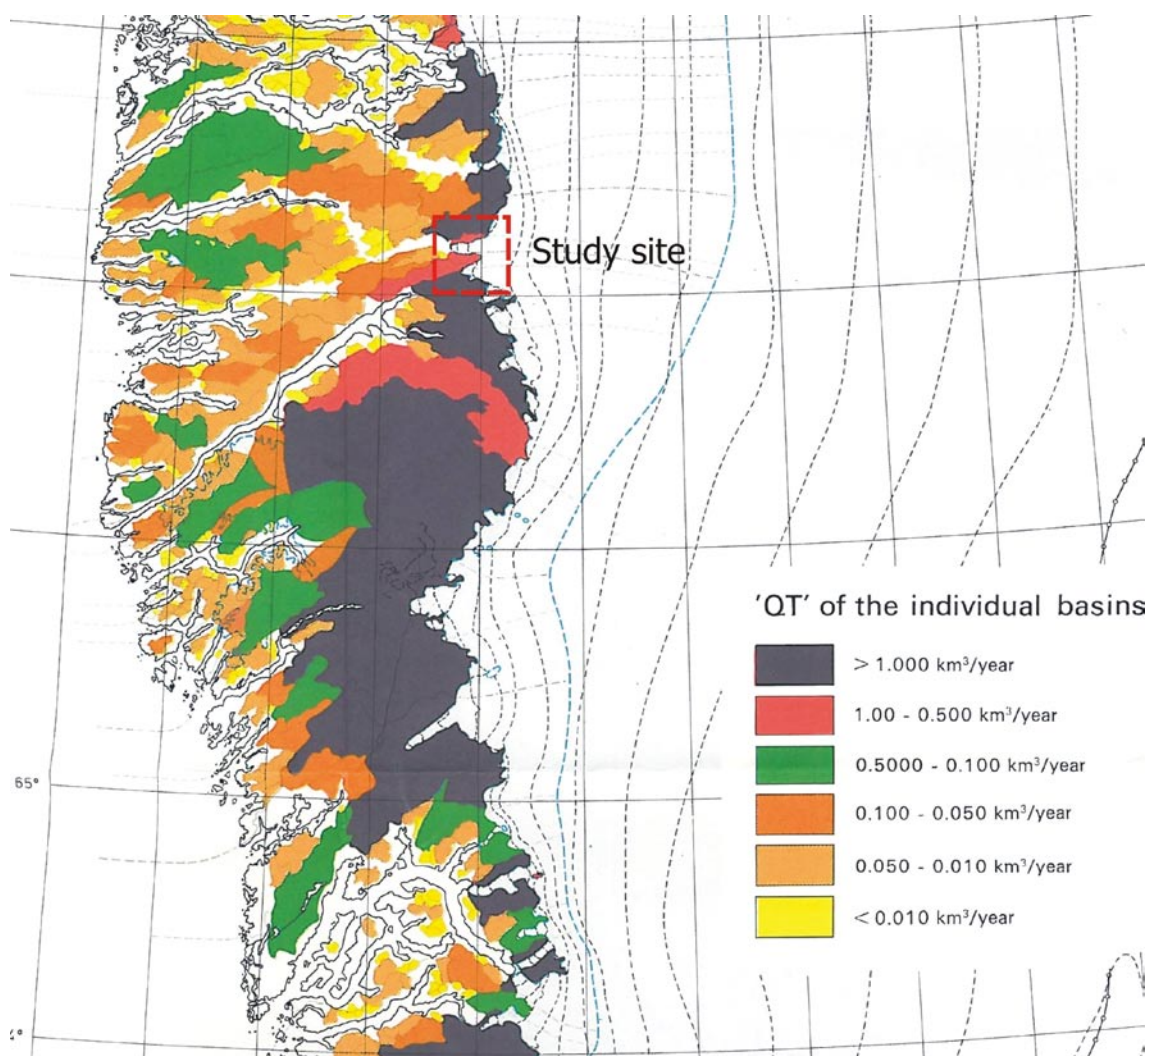 Study site
'QT' of the individual basins
> 1.000 km³/year
1.00 - 0.500 km³/year
0.5000 - 0.100 km³/year
65°
0.100 - 0.050 km³/year
0.050 - 0.010 km³/year
< 0.010 km³/year